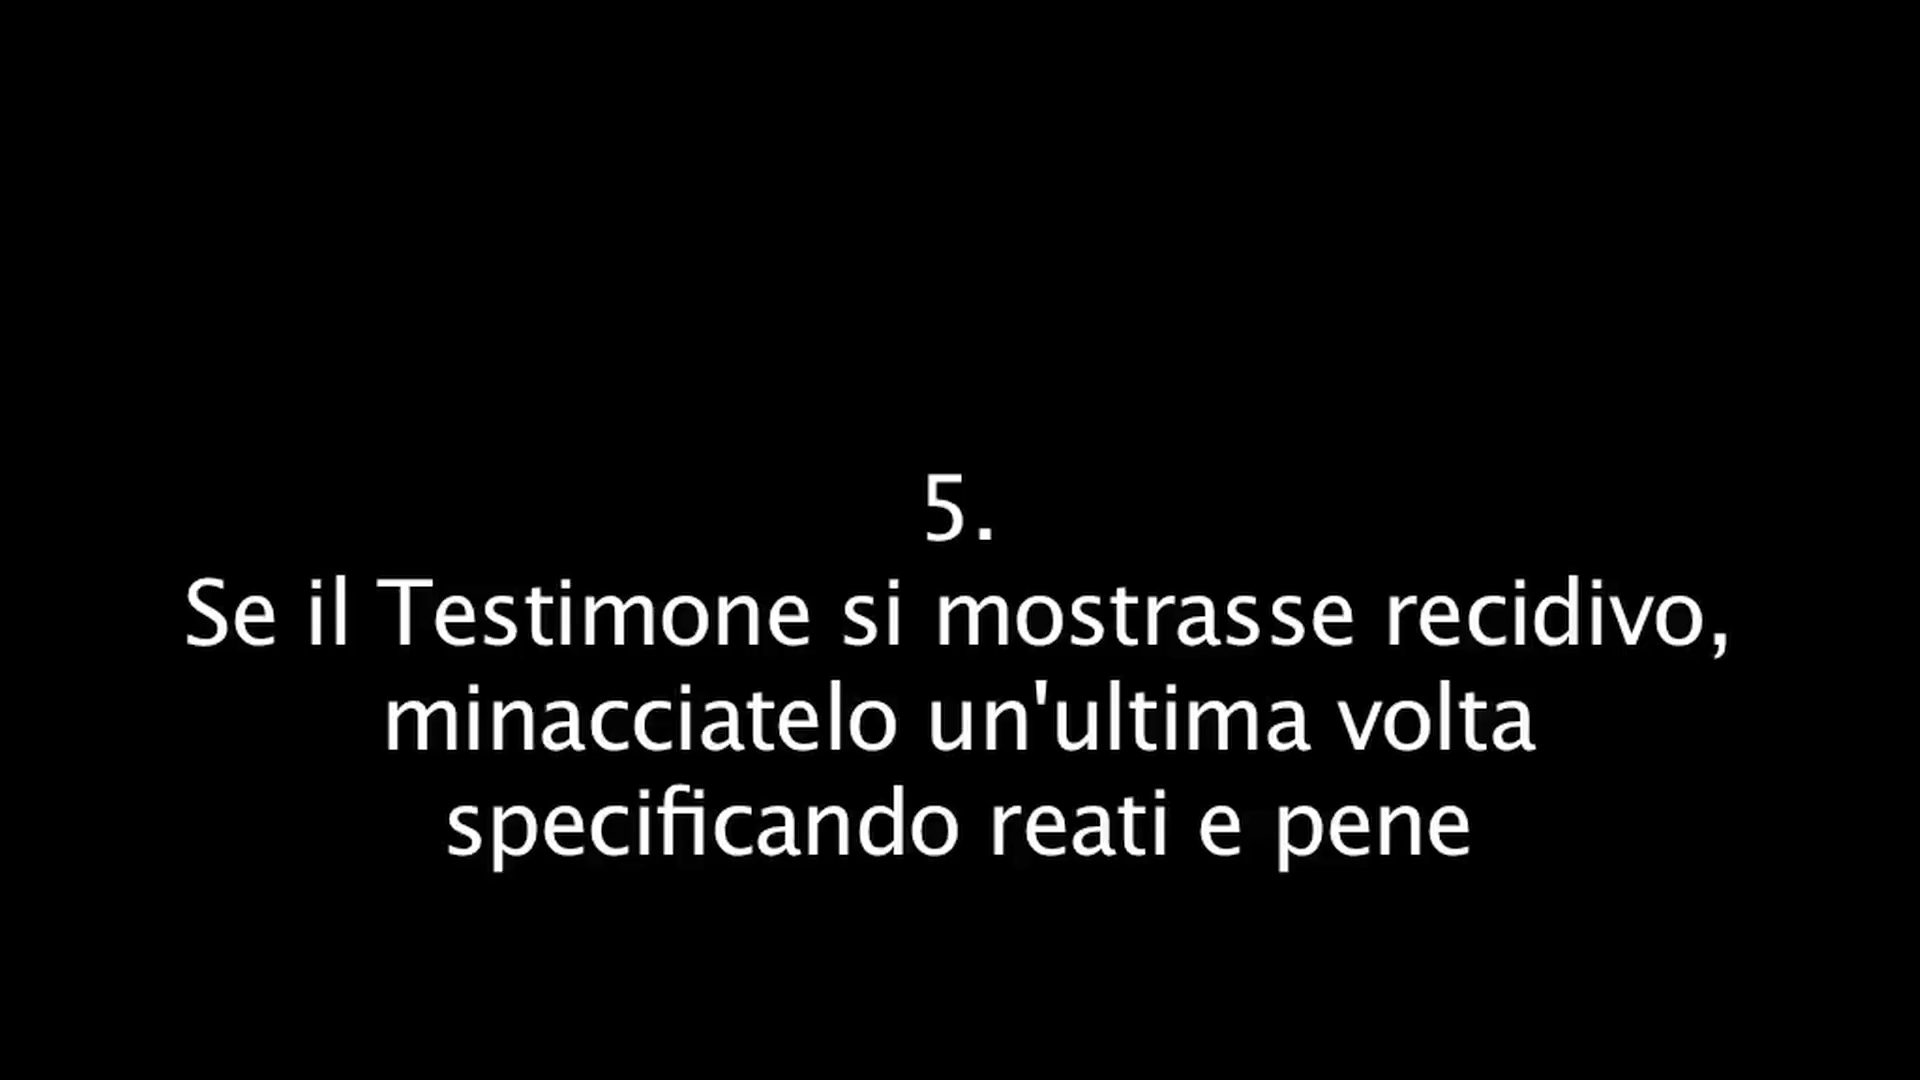 5.
Se il Testimone si mostrasse recidivo,
minacciatelo un'ultima volta
specificando reati e pene